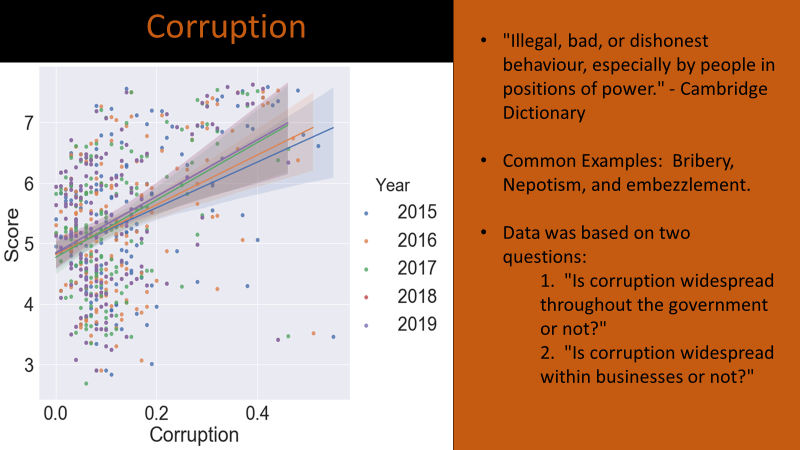 Corruption
7
6
5
4
3
Score
0.0 0.2 0.4
Corruption
Year
2015
2016
2017
2018
2019
• "Illegal, bad, or dishonest
behaviour, especially by people in
positions of power." - Cambridge
Dictionary
• Common Examples: Bribery,
Nepotism, and embezzlement.
• Data was based on two
questions:
1. "Is corruption widespread
throughout the government
or not?"
2. "Is corruption widespread
within businesses or not?"